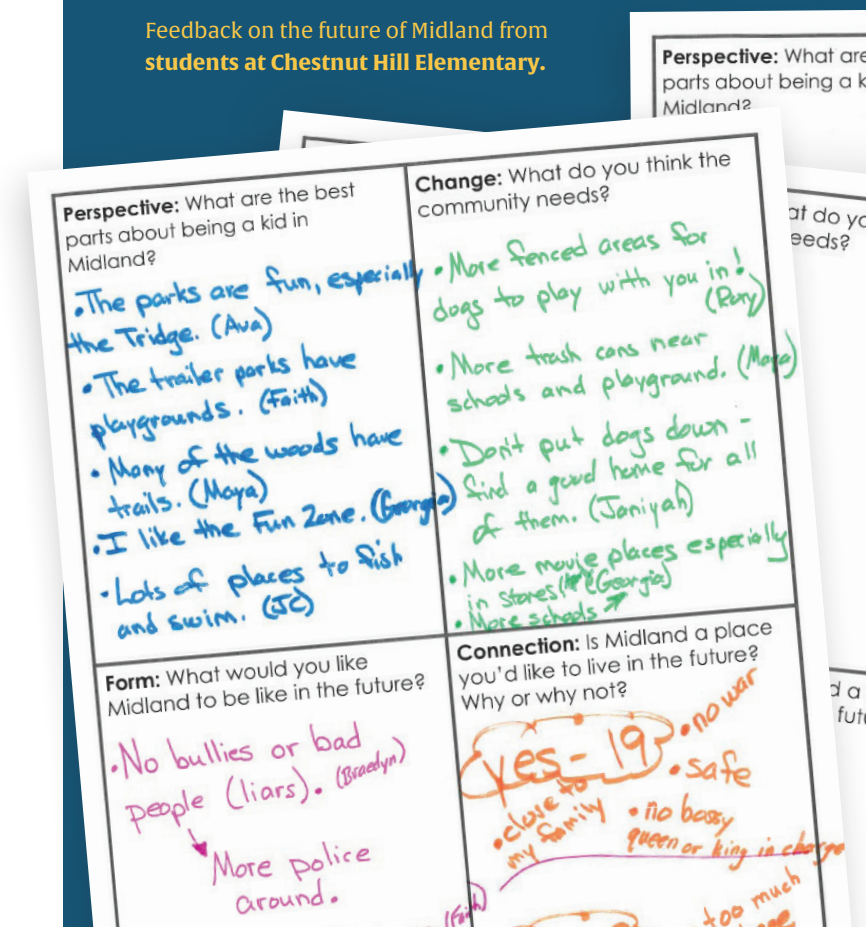 Feedback on the future of Midland from
students at Chestnut Hill Elementary.
Perspective: What are
parts about being a k
Midland?
at do yo
eeds?
Perspective: What are the best
parts about being a kid in
Midland?
•The parks are fun, especially
the Tridge. (Ava)
•The trailer parks have
playgrounds. (Faith)
•Many of the woods have
trails. (Maya)
•I like the Fun Zone. (Georgia)
•Lots of places to fish
and swim. (JC)
Change: What do you think the
community needs?
•More fenced areas for
dogs to play with you in!
(Rory)
•More trash cans near
schools and playground. (Maya)
•Don't put dogs down -
find a good home for all
of them. (Janiyah)
•More movie places especially
in stores! (Georgia)
•More schools
Form: What would you like
Midland to be like in the future?
•No bullies or bad
people (liars). (Braedyn)
More police
around.
(Faith)
Connection: Is Midland a place
you'd like to live in the future?
Why or why not?
yes - 19
•no war
•safe
•close to
my family
•no bossy
queen or king in charge
too much
d a
futu